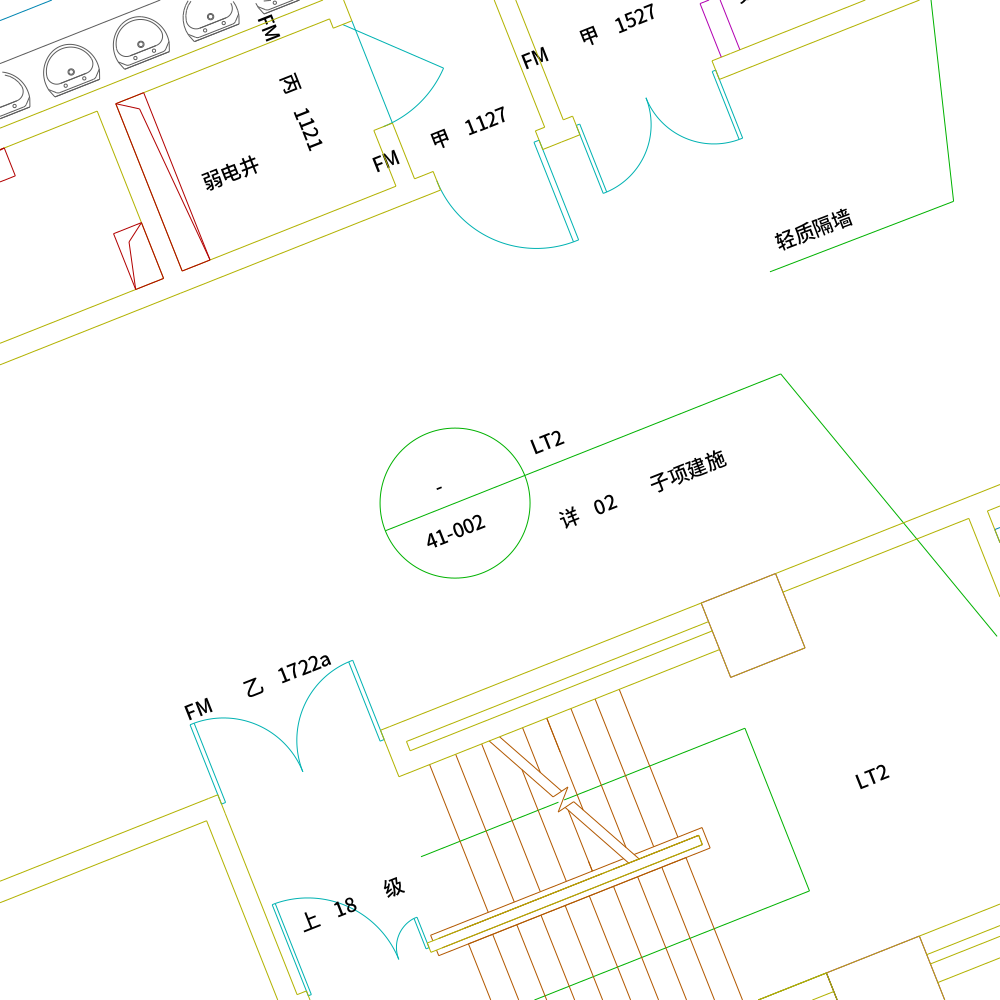 FM
丙 1121
弱电井
FM 甲 1127
FM 甲 1527
轻质隔墙
LT2
-
41-002
详 02 子项建施
FM 乙 1722a
LT2
上 18 级